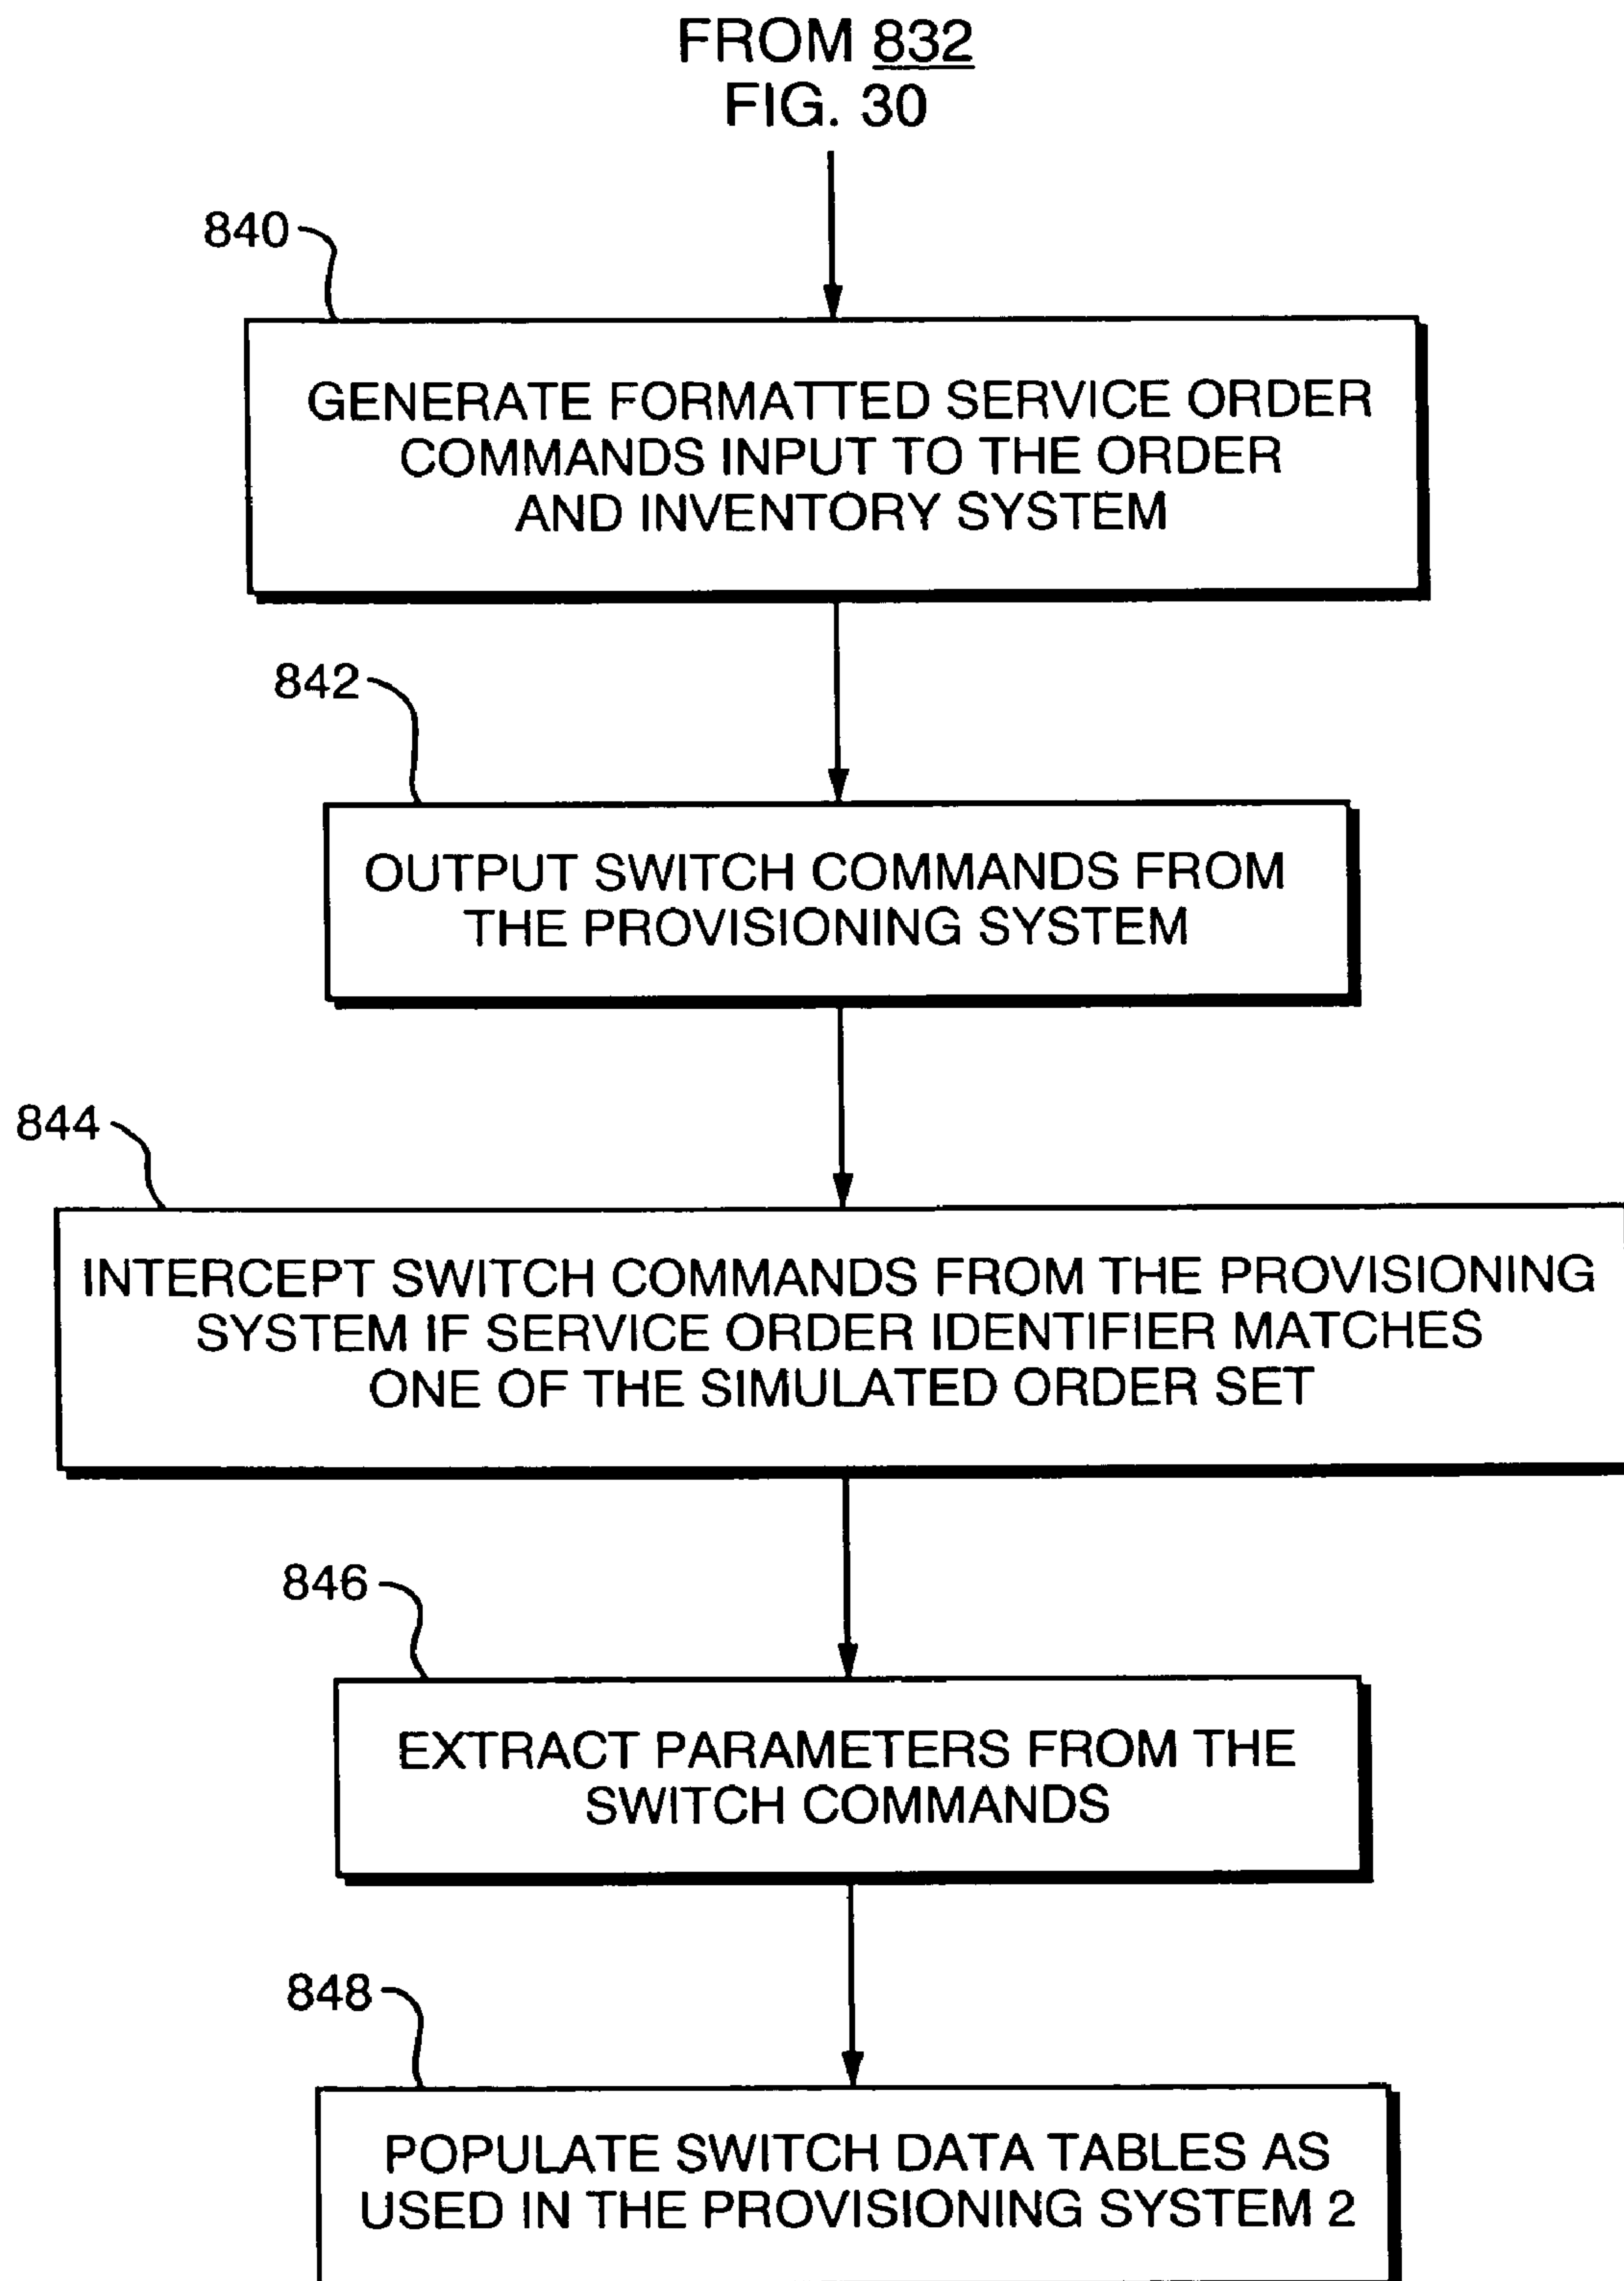 FROM 832
FIG. 30
840
GENERATE FORMATTED SERVICE ORDER
COMMANDS INPUT TO THE ORDER
AND INVENTORY SYSTEM
842
OUTPUT SWITCH COMMANDS FROM
THE PROVISIONING SYSTEM
844
INTERCEPT SWITCH COMMANDS FROM THE PROVISIONING
SYSTEM IF SERVICE ORDER IDENTIFIER MATCHES
ONE OF THE SIMULATED ORDER SET
846
EXTRACT PARAMETERS FROM THE
SWITCH COMMANDS
848
POPULATE SWITCH DATA TABLES AS
USED IN THE PROVISIONING SYSTEM 2